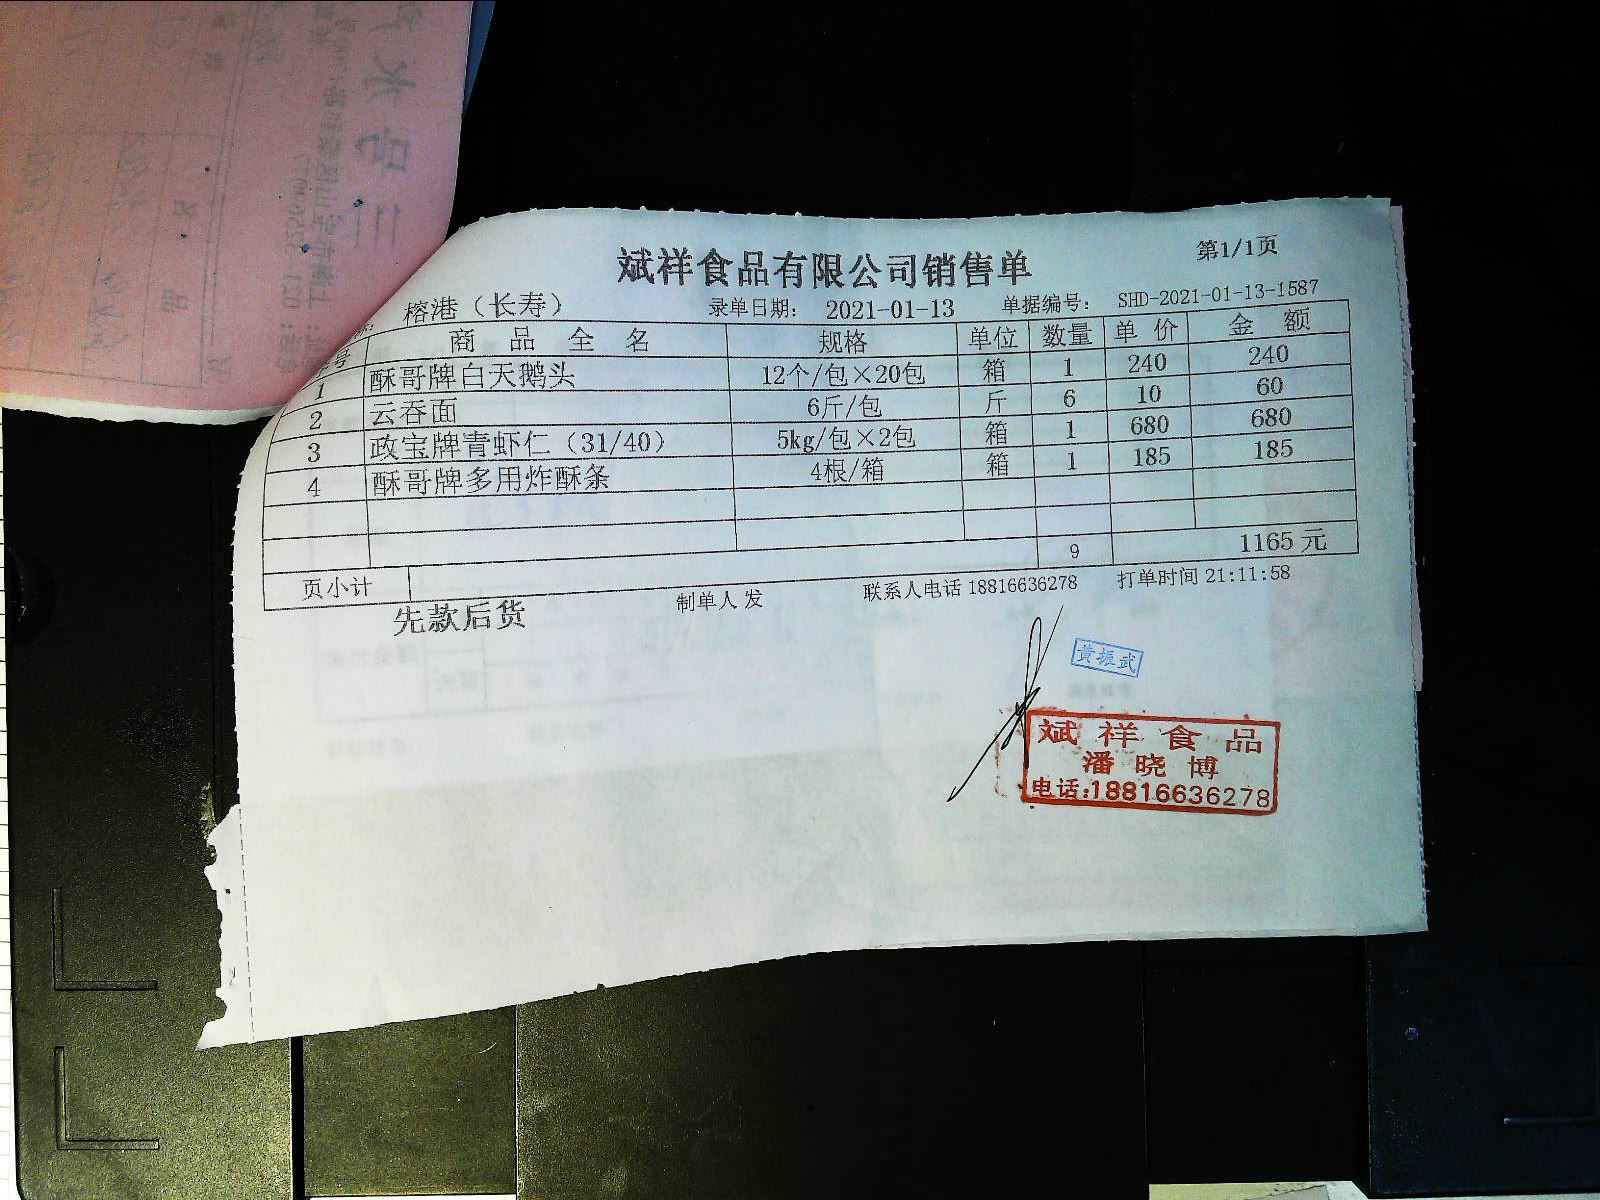 斌祥食品有限公司销售单
第1/1页
榕港（长寿） 录单日期： 2021-01-13 单据编号： SHD-2021-01-13-1587
号 商品全名 规格 单位 数量 单价 金额
1 酥哥牌白天鹅头 12个/包×20包 箱 1 240 240
2 云吞面 6斤/包 斤 6 10 60
3 政宝牌青虾仁（31/40） 5kg/包×2包 箱 1 680 680
4 酥哥牌多用炸酥条 4根/箱 箱 1 185 185
页小计 9 1165元
先款后货 制单人 发 联系人电话 18816636278 打单时间 21:11:58
黄振武
斌祥食品
潘晓博
电话:18816636278